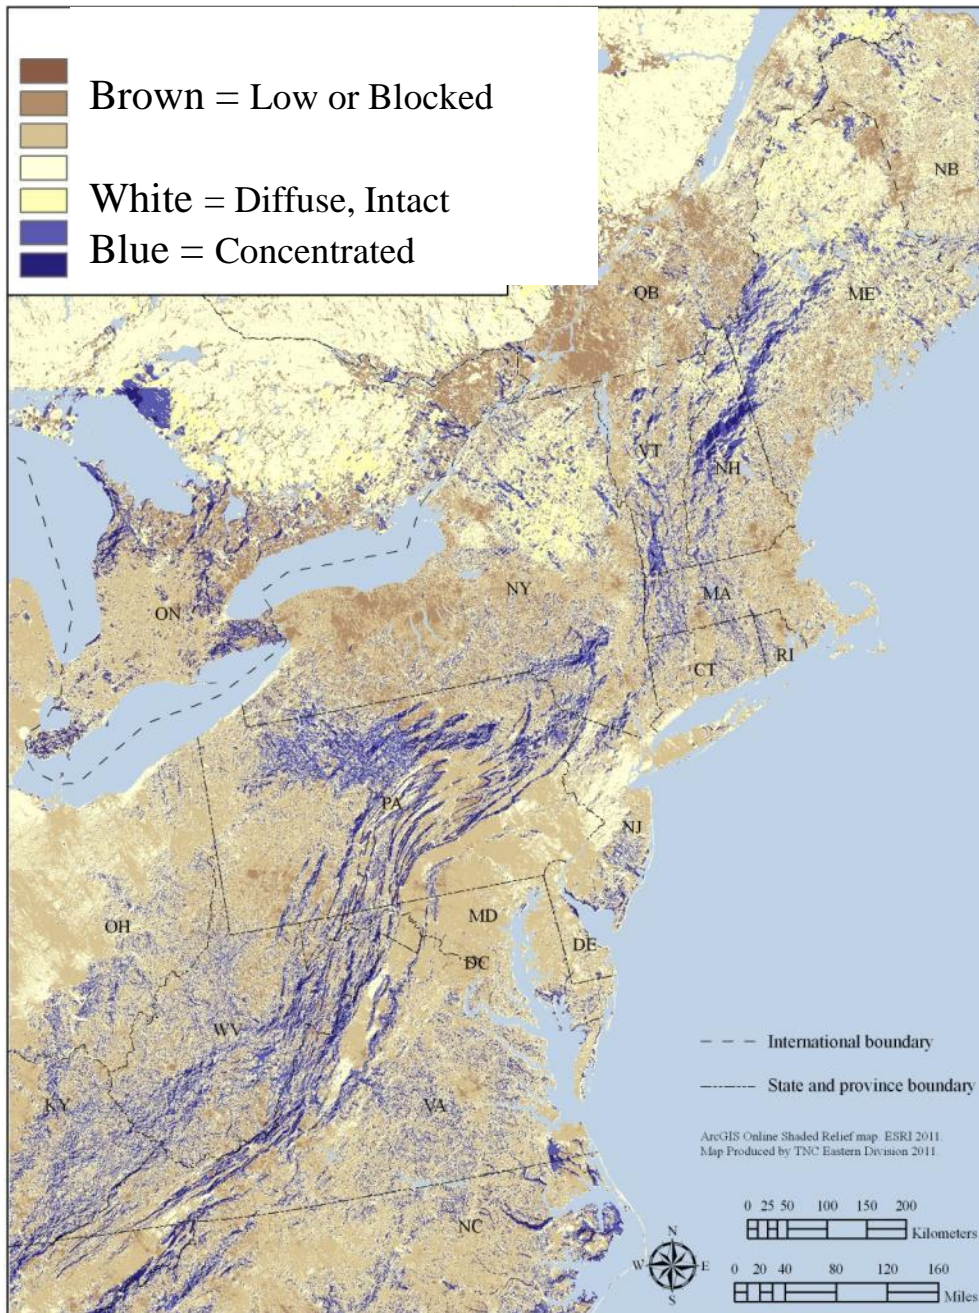 Brown = Low or Blocked
White = Diffuse, Intact
Blue = Concentrated
NB
QB
ME
VT
NH
ON
NY
MA
CT
RI
PA
NJ
OH
MD
DE
DC
WV
KY
VA
NC
International boundary
State and province boundary
ArcGIS Online Shaded Relief map. ESRI 2011.
Map Produced by TNC Eastern Division 2011.
0 25 50 100 150 200
Kilometers
N
W E
S
0 20 40 80 120 160
Miles